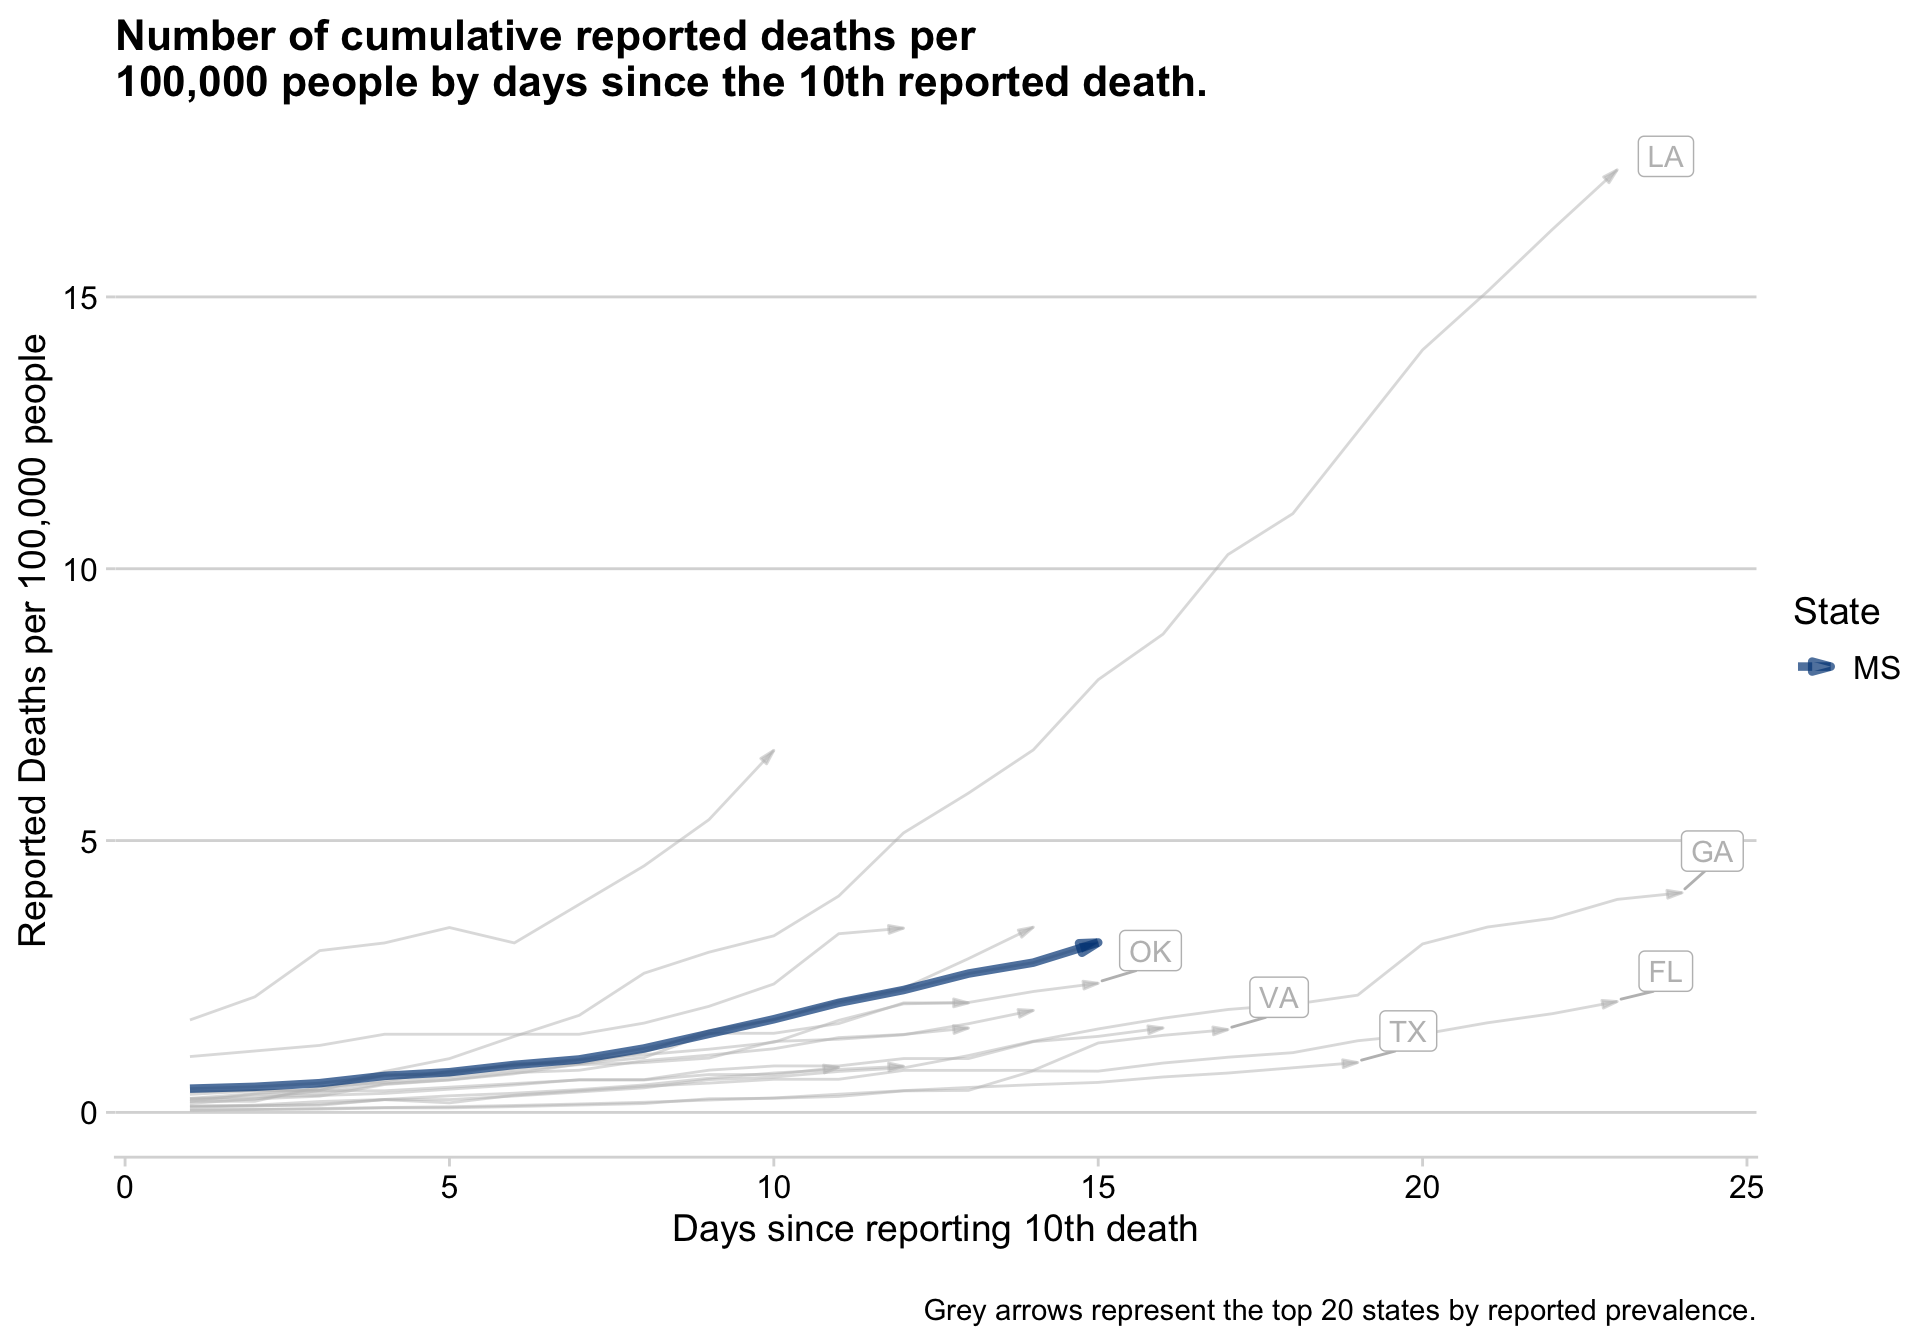 Number of cumulative reported deaths per
100,000 people by days since the 10th reported death.
LA
15
10
5
0
Reported Deaths per 100,000 people
GA
OK
FL
VA
TX
State
MS
0 5 10 15 20 25
Days since reporting 10th death
Grey arrows represent the top 20 states by reported prevalence.